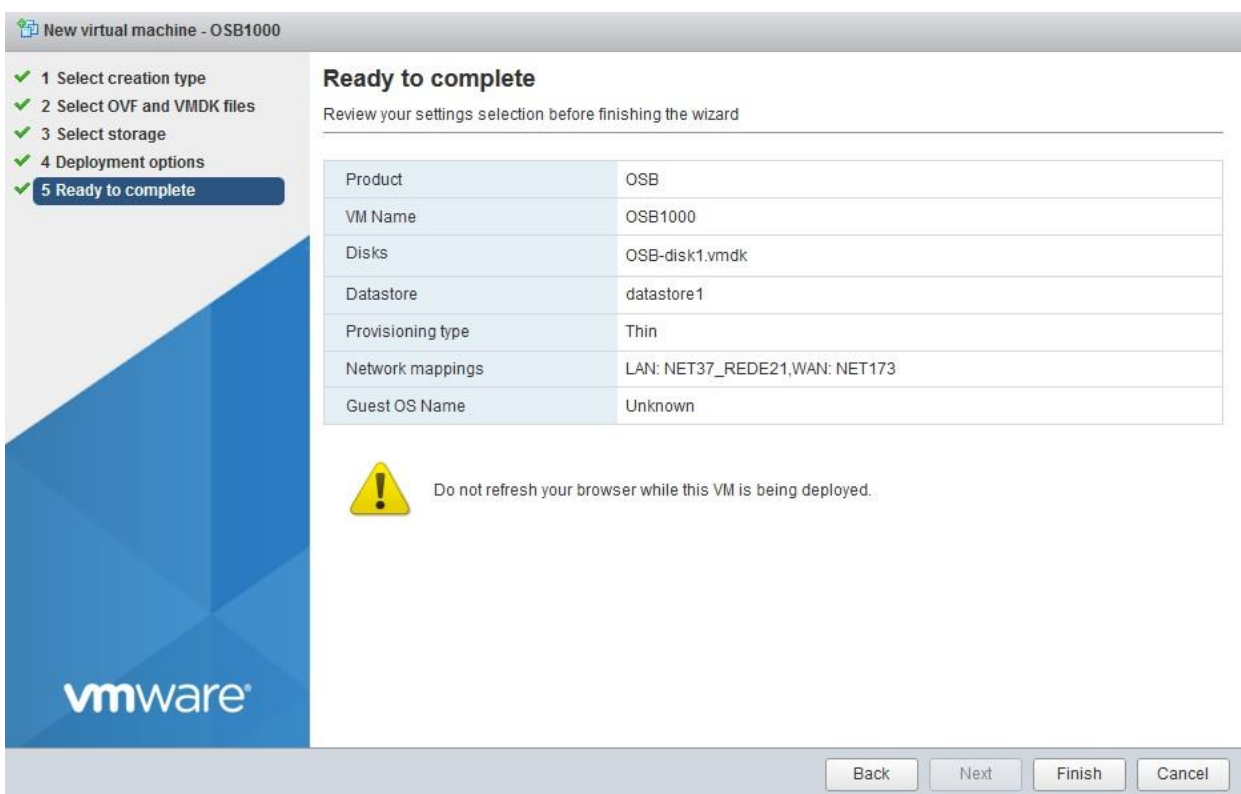 New virtual machine - OSB1000
1 Select creation type
2 Select OVF and VMDK files
3 Select storage
4 Deployment options
5 Ready to complete
vmware®
Ready to complete
Review your settings selection before finishing the wizard
Product OSB
VM Name OSB1000
Disks OSB-disk1.vmdk
Datastore datastore1
Provisioning type Thin
Network mappings LAN: NET37_REDE21,WAN: NET173
Guest OS Name Unknown
Do not refresh your browser while this VM is being deployed.
Back Next Finish Cancel